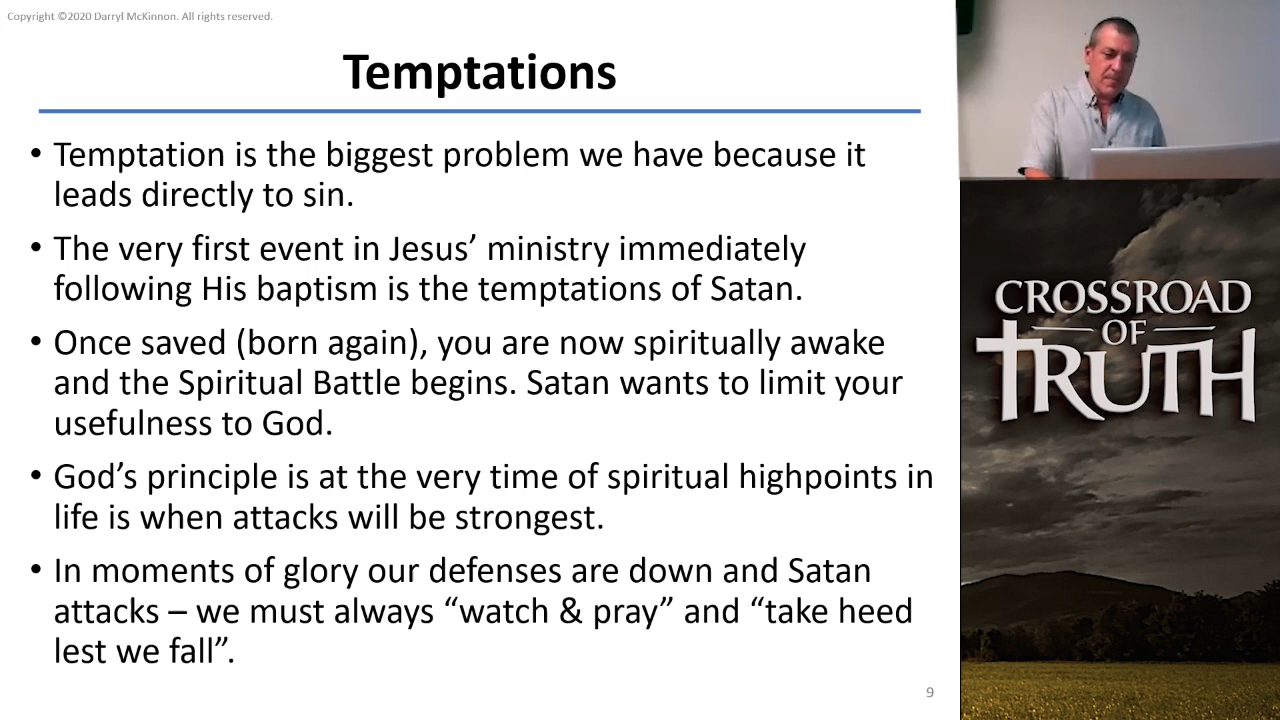 Copyright ©2020 Darryl McKinnon. All rights reserved.
Temptations
• Temptation is the biggest problem we have because it
leads directly to sin.
• The very first event in Jesus’ ministry immediately
following His baptism is the temptations of Satan.
• Once saved (born again), you are now spiritually awake
and the Spiritual Battle begins. Satan wants to limit your
usefulness to God.
• God’s principle is at the very time of spiritual highpoints in
life is when attacks will be strongest.
• In moments of glory our defenses are down and Satan
attacks – we must always “watch & pray” and “take heed
lest we fall”.
9
CROSSROAD
OF
TRUTH